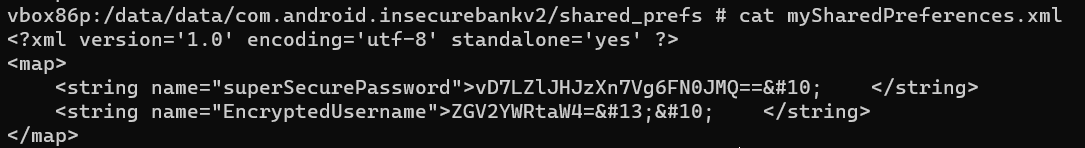 vbox86p:/data/data/com.android.insecurebankv2/shared_prefs # cat mySharedPreferences.xml
<?xml version='1.0' encoding='utf-8' standalone='yes' ?>
<map>
    <string name="superSecurePassword">vD7LZlJHJzXn7Vg6FN0JMQ==&#10;    </string>
    <string name="EncryptedUsername">ZGV2YWRtaW4=&#13;&#10;    </string>
</map>